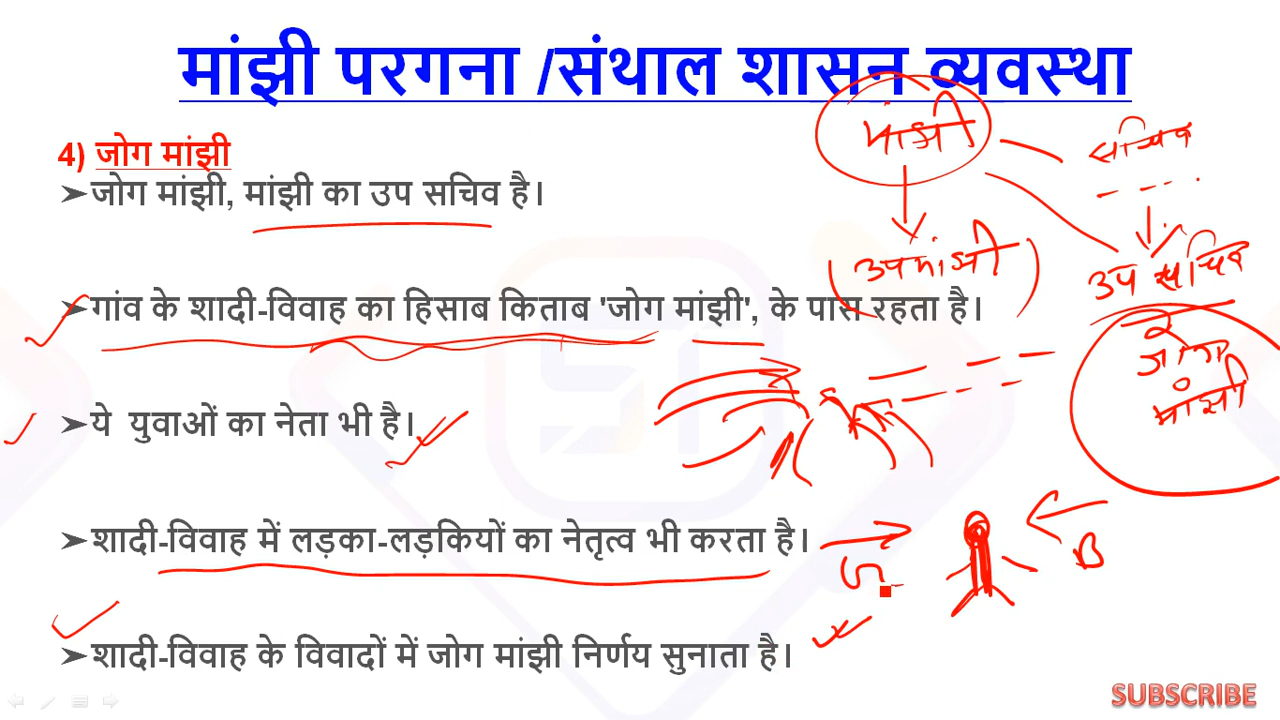 मांझी परगना /संथाल शासन व्यवस्था
4) जोग मांझी
➢जोग मांझी, मांझी का उप सचिव है।
➢गांव के शादी-विवाह का हिसाब किताब 'जोग मांझी', के पास रहता है।
➢ये युवाओं का नेता भी है।
➢शादी-विवाह में लड़का-लड़कियों का नेतृत्व भी करता है।
➢शादी-विवाह के विवादों में जोग मांझी निर्णय सुनाता है।
मांझी
सचिव
उपमांझी
उप सचिव
जोग
मांझी
G
B
SUBSCRIBE